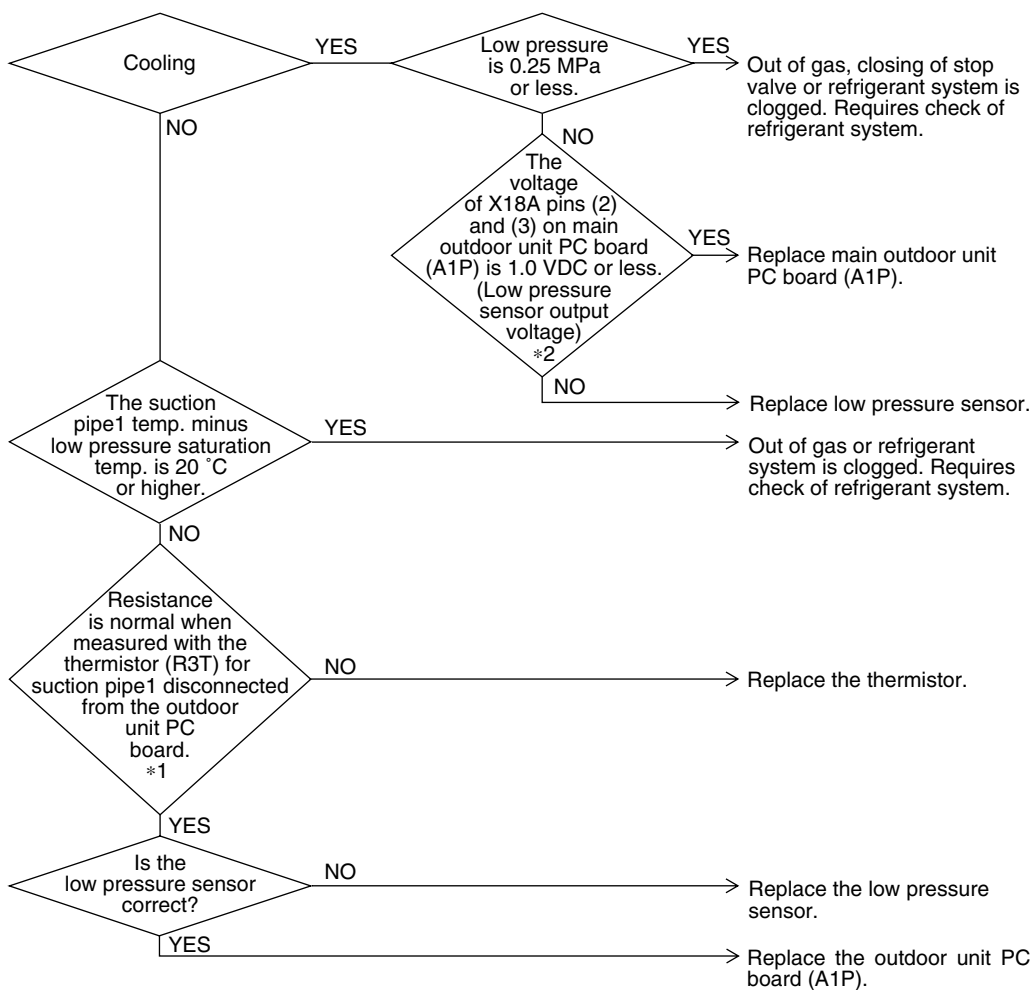 Cooling
YES
Low pressure
is 0.25 MPa
or less.
YES
Out of gas, closing of stop
valve or refrigerant system is
clogged. Requires check of
refrigerant system.
NO
NO
The
voltage
of X18A pins (2)
and (3) on main
outdoor unit PC board
(A1P) is 1.0 VDC or less.
(Low pressure
sensor output
voltage)
*2
YES
Replace main outdoor unit
PC board (A1P).
NO
Replace low pressure sensor.
The suction
pipe1 temp. minus
low pressure saturation
temp. is 20 ˚C
or higher.
YES
Out of gas or refrigerant
system is clogged. Requires
check of refrigerant system.
NO
Resistance
is normal when
measured with the
thermistor (R3T) for
suction pipe1 disconnected
from the outdoor
unit PC
board.
*1
NO
Replace the thermistor.
YES
Is the
low pressure sensor
correct?
NO
Replace the low pressure
sensor.
YES
Replace the outdoor unit PC
board (A1P).